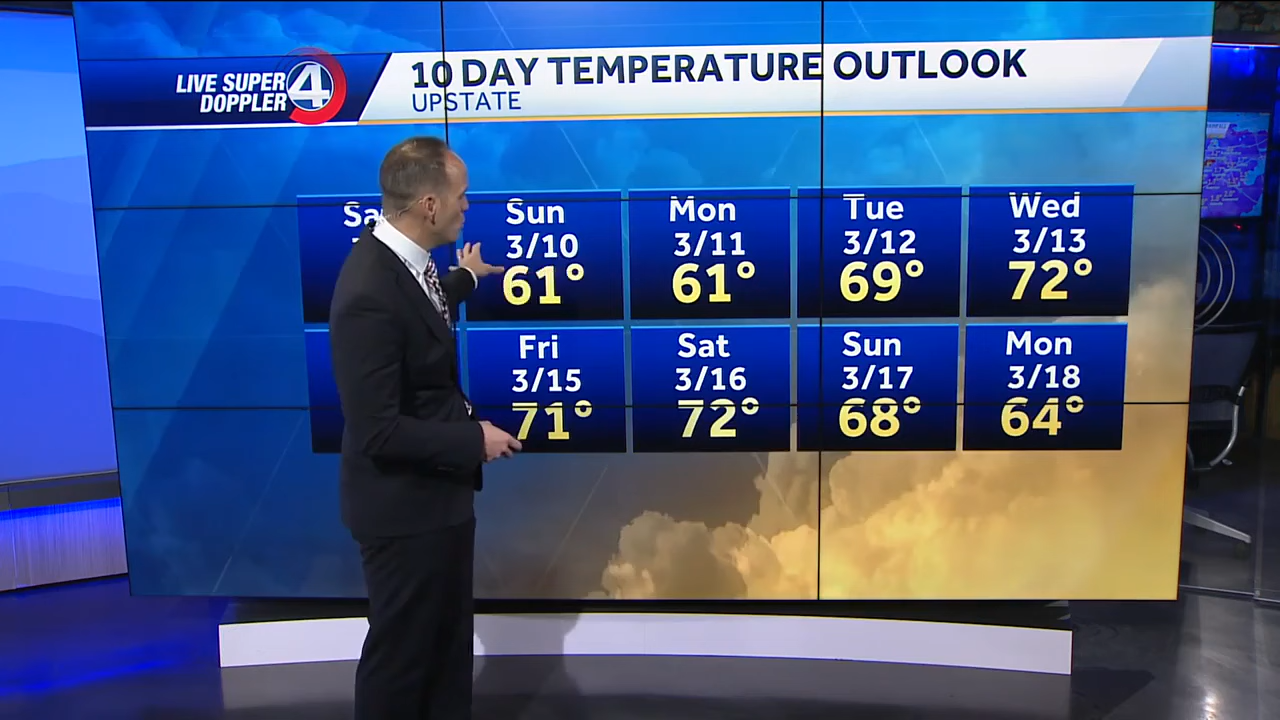 LIVE SUPER
DOPPLER 4
10 DAY TEMPERATURE OUTLOOK
UPSTATE
Sun
3/10
61°
Mon
3/11
61°
Tue
3/12
69°
Wed
3/13
72°
Fri
3/15
71°
Sat
3/16
72°
Sun
3/17
68°
Mon
3/18
64°